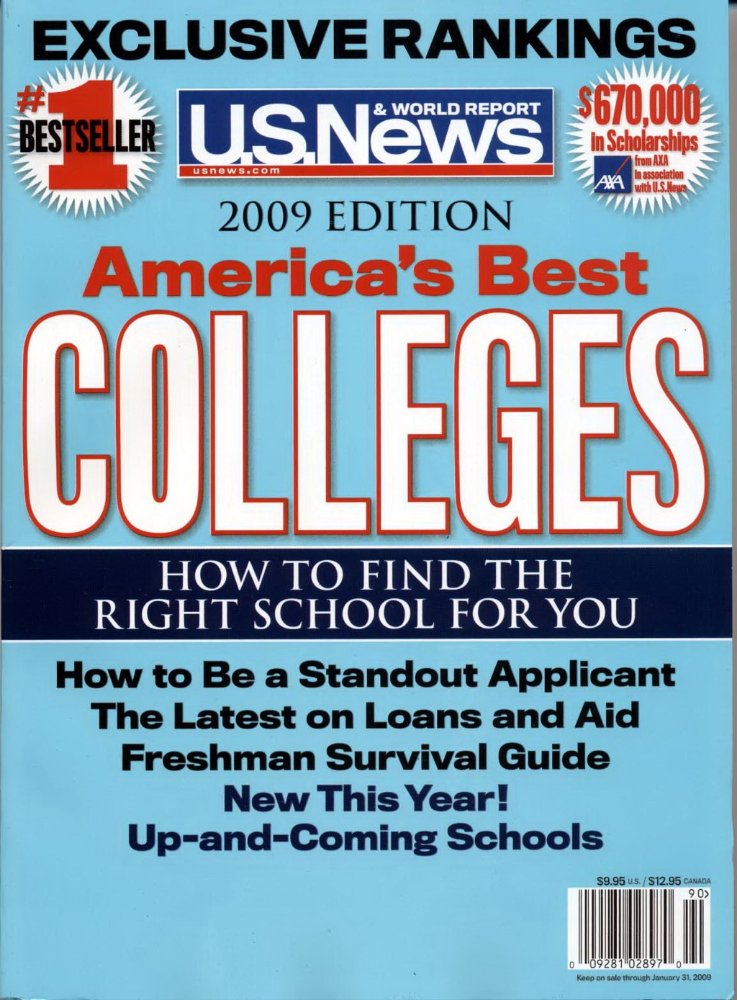 EXCLUSIVE RANKINGS
#1
BESTSELLER
U.S.News
& WORLD REPORT
usnews.com
$670,000
in Scholarships
from AXA
AXA
in association
with U.S.News
2009 EDITION
America's Best
COLLEGES
HOW TO FIND THE
RIGHT SCHOOL FOR YOU
How to Be a Standout Applicant
The Latest on Loans and Aid
Freshman Survival Guide
New This Year!
Up-and-Coming Schools
$9.95 U.S. / $12.95 CANADA
90>
0 09281 02897 0
Keep on sale through January 31, 2009